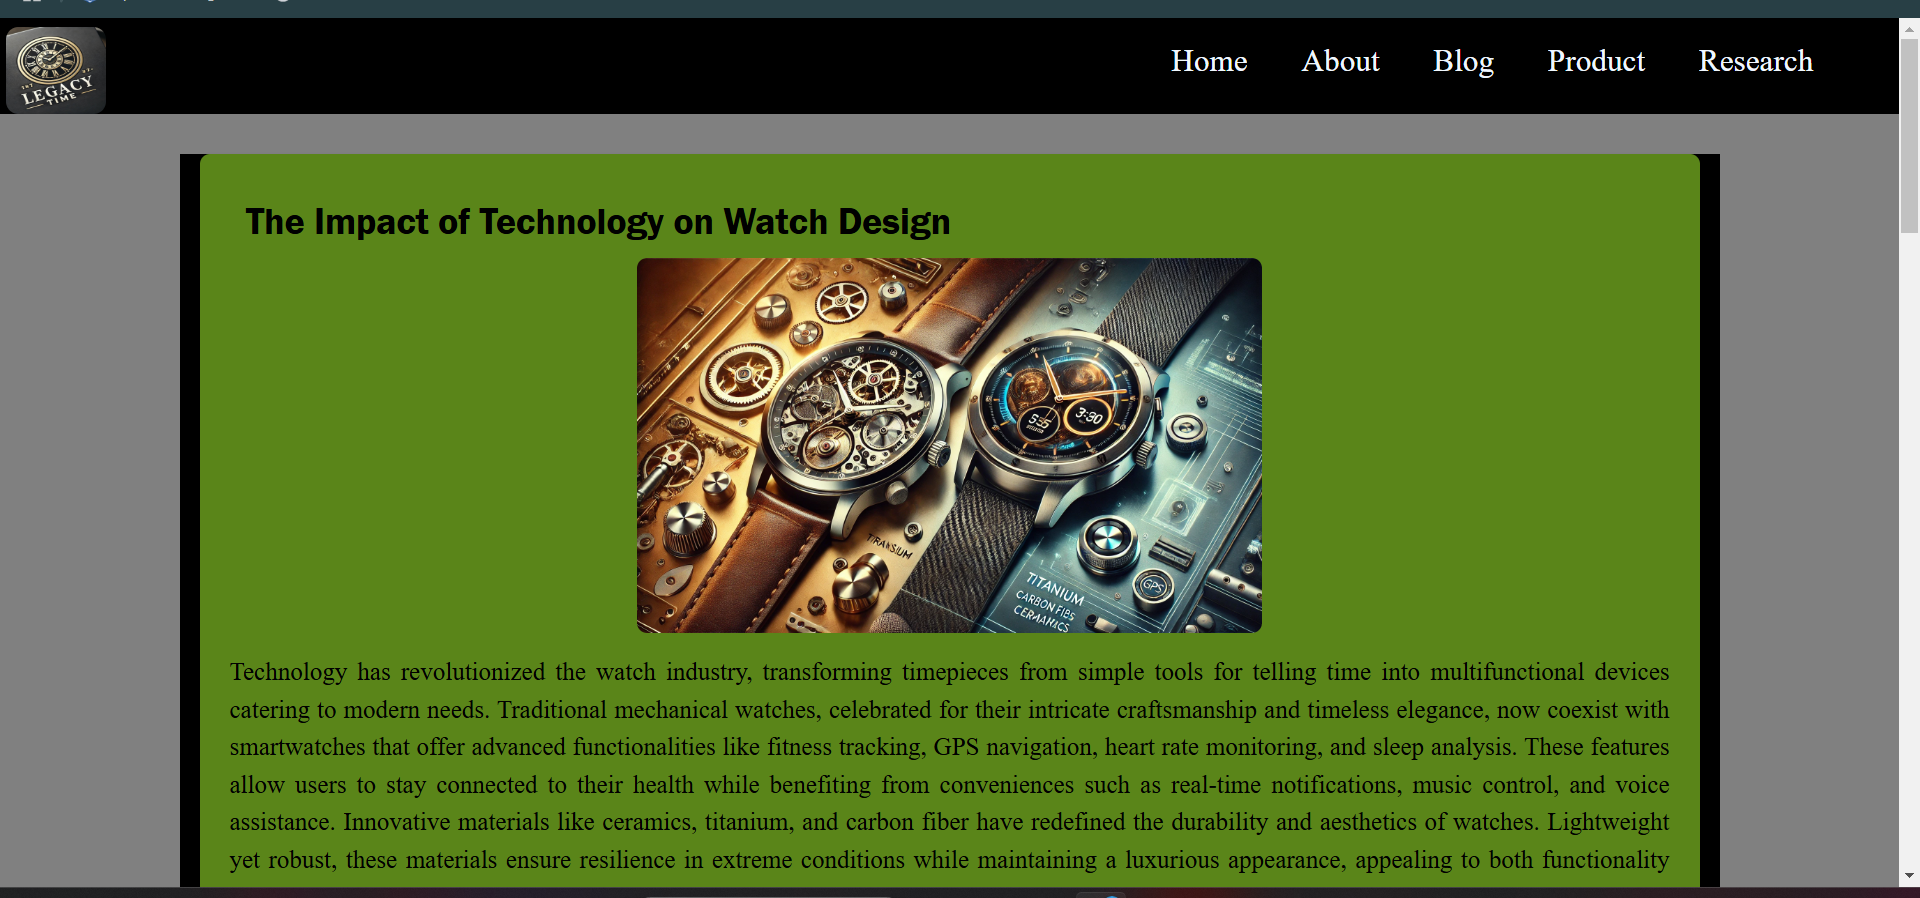 LEGACY
TIME
Home About Blog Product Research
The Impact of Technology on Watch Design
3:90
TITANIUM
CARBON FIBS
CERAMICS
GPS
Technology has revolutionized the watch industry, transforming timepieces from simple tools for telling time into multifunctional devices
catering to modern needs. Traditional mechanical watches, celebrated for their intricate craftsmanship and timeless elegance, now coexist with
smartwatches that offer advanced functionalities like fitness tracking, GPS navigation, heart rate monitoring, and sleep analysis. These features
allow users to stay connected to their health while benefiting from conveniences such as real-time notifications, music control, and voice
assistance. Innovative materials like ceramics, titanium, and carbon fiber have redefined the durability and aesthetics of watches. Lightweight
yet robust, these materials ensure resilience in extreme conditions while maintaining a luxurious appearance, appealing to both functionality